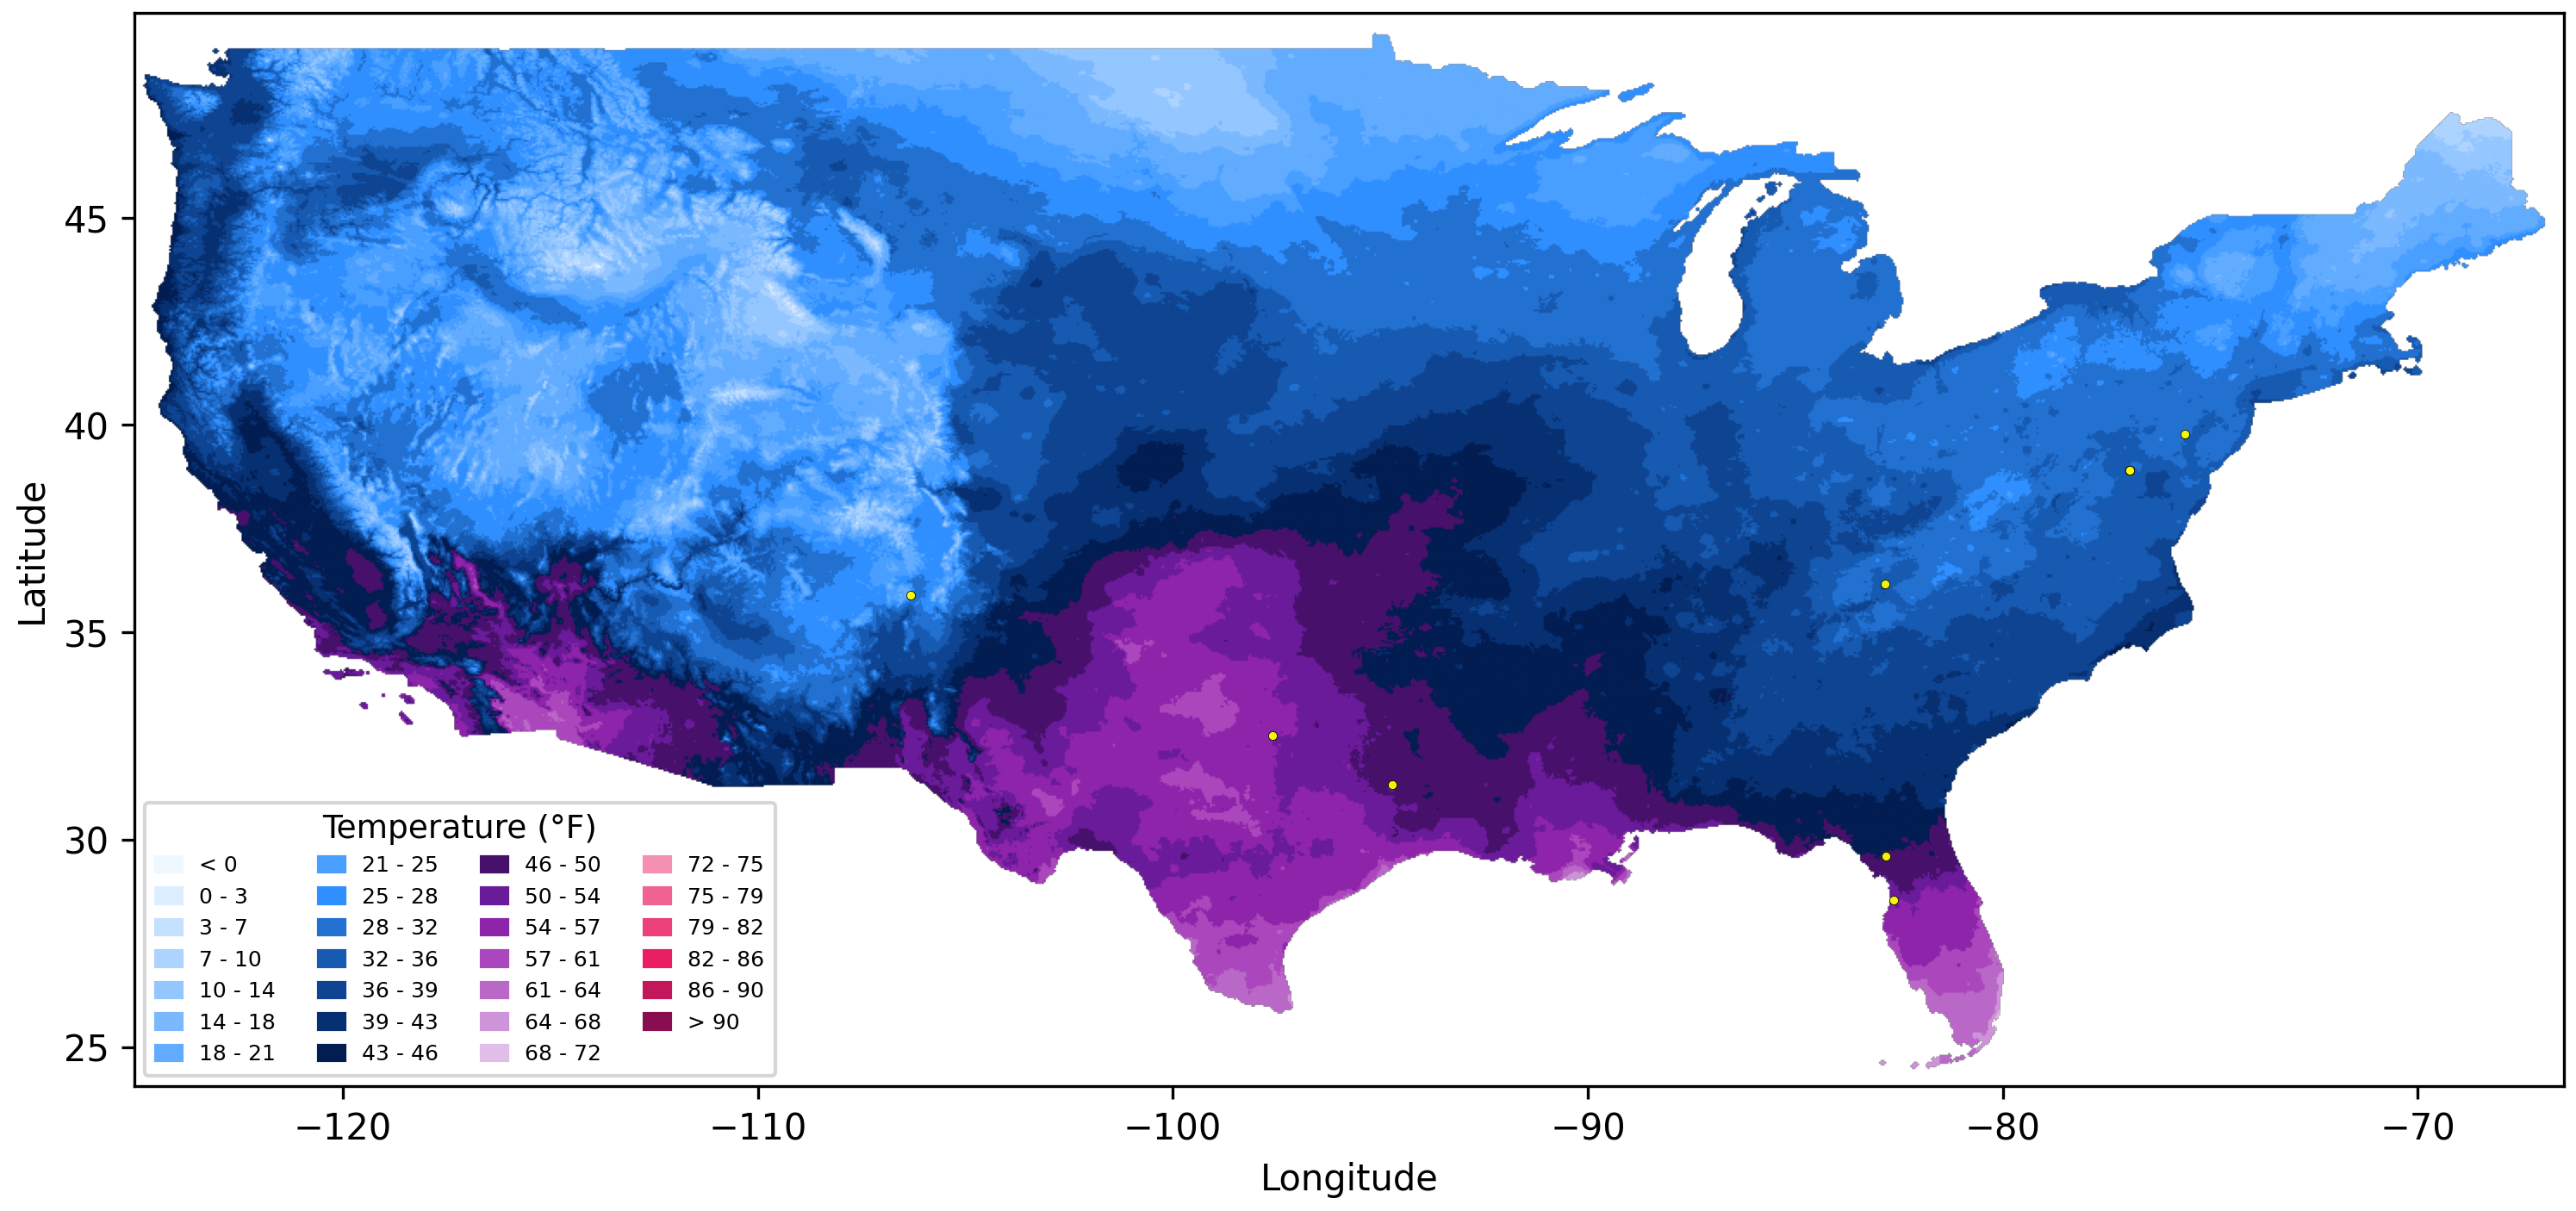 45
40
35
30
25
Latitude
Temperature (°F)
< 0
0 - 3
3 - 7
7 - 10
10 - 14
14 - 18
18 - 21
21 - 25
25 - 28
28 - 32
32 - 36
36 - 39
39 - 43
43 - 46
46 - 50
50 - 54
54 - 57
57 - 61
61 - 64
64 - 68
68 - 72
72 - 75
75 - 79
79 - 82
82 - 86
86 - 90
> 90
−120
−110
−100
−90
−80
−70
Longitude